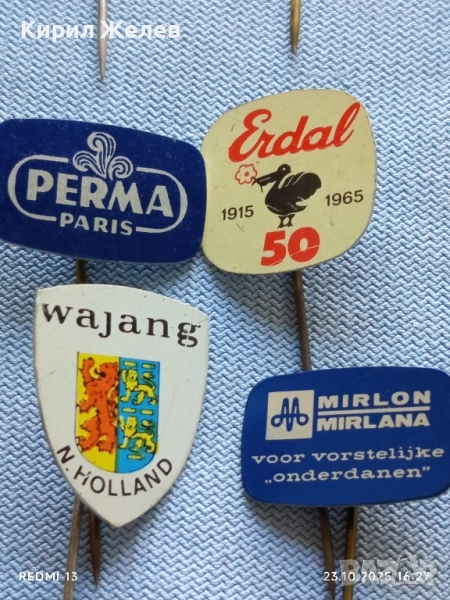 Кирил Желев
PERMA
PARIS
Erdal
1915 1965
50
wajang
N. HOLLAND
MIRLON
MIRLANA
voor vorstelijke
„onderdanen”
REDMI 13
23.10.2025 16:27